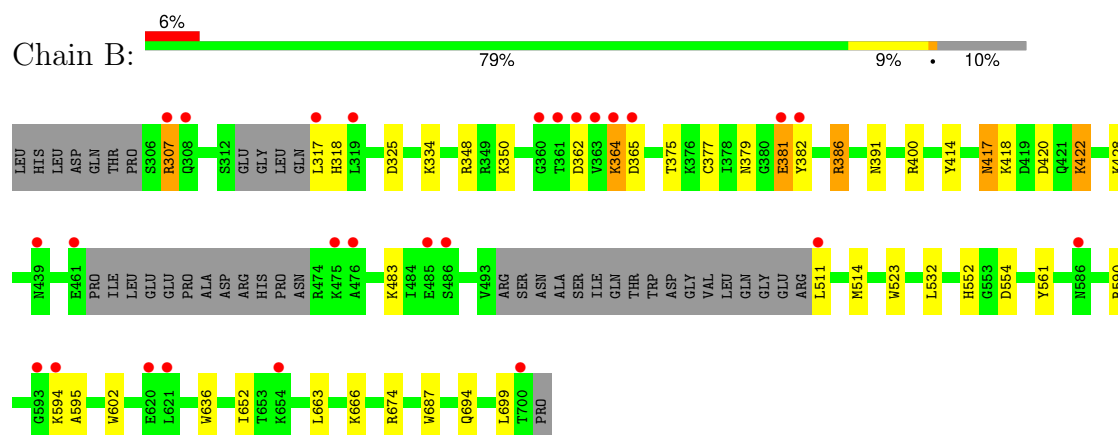 6%
Chain B:
79% 9% • 10%
LEU HIS LEU ASP GLN THR PRO S306 R307 Q308 S312 GLU GLY LEU GLN L317 H318 L319 D325 K334 R348 R349 K350 G360 T361 D362 V363 K364 D365 T375 K376 C377 I378 N379 G380 E381 Y382 R386 N391 R400 Y414 N417 K418 D419 D420 Q421 K422 K428
N439 E461 PRO ILE LEU GLU GLU PRO ALA ASP ARG HIS PRO ASN R474 K475 A476 K483 I484 E485 S486 V493 ARG SER ASN ALA SER ILE GLN THR TRP ASP GLY VAL LEU GLN GLY GLU ARG L511 M514 W523 L532 H552 G553 D554 Y561 N586
G593 K594 A595 W602 E620 L621 W636 I652 T653 K654 L663 K666 R674 W687 Q694 L699 T700 PRO